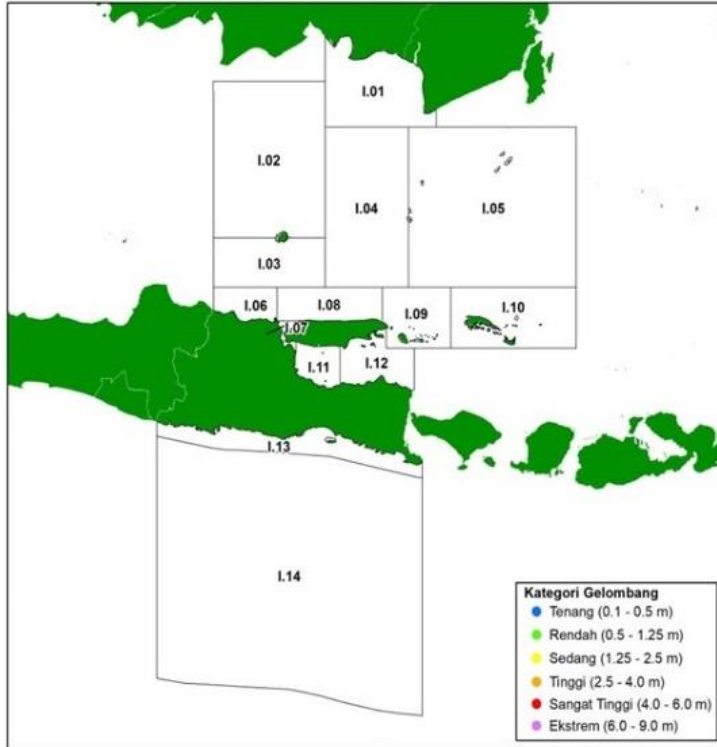 I.01
I.02
I.04
I.05
I.03
I.06
I.08
I.09
I.10
I.07
I.11
I.12
I.13
I.14
Kategori Gelombang
Tenang (0.1 - 0.5 m)
Rendah (0.5 - 1.25 m)
Sedang (1.25 - 2.5 m)
Tinggi (2.5 - 4.0 m)
Sangat Tinggi (4.0 - 6.0 m)
Ekstrem (6.0 - 9.0 m)